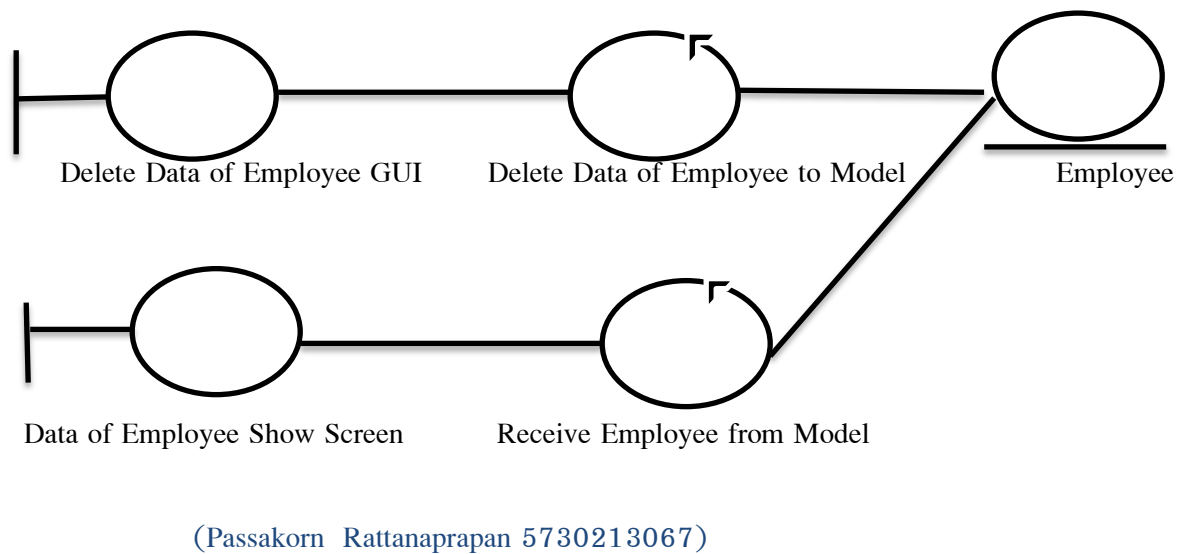 Delete Data of Employee GUI
Delete Data of Employee to Model
Employee
Data of Employee Show Screen
Receive Employee from Model
(Passakorn Rattanaprapan 5730213067)